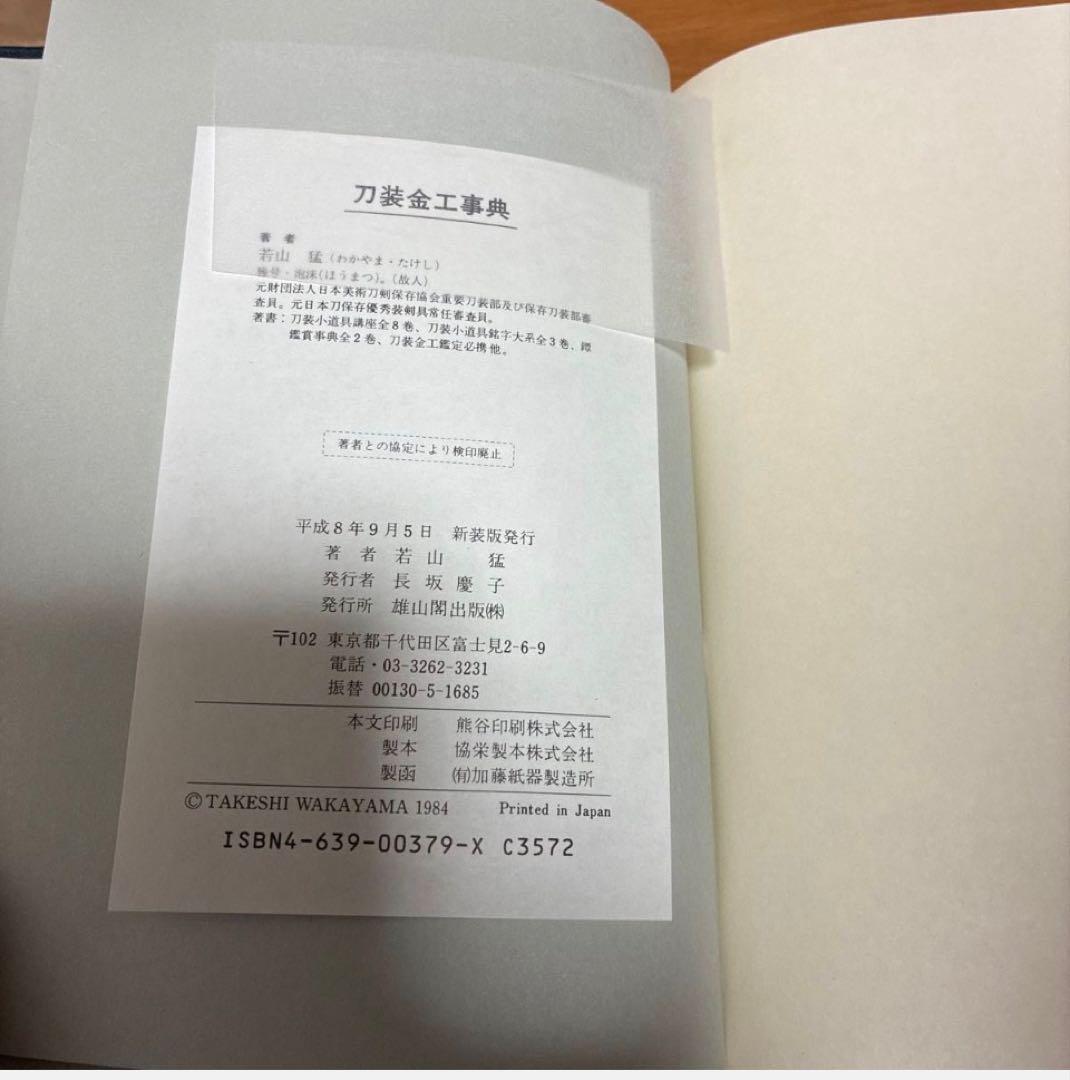 刀装金工事典
著者
若山 猛(わかやま・たけし)
雅号・泡沫(ほうまつ)。(故人)
元財団法人日本美術刀剣保存協会重要刀装部及び保存刀装部審
査員。元日本刀保存優秀装剣具常任審査員。
著書:刀装小道具講座全8巻、刀装小道具銘字大系全3巻、鐔
鑑賞事典全2巻、刀装金工鑑定必携他。
著者との協定により検印廃止
平成8年9月5日 新装版発行
著者 若山 猛
発行者 長坂慶子
発行所 雄山閣出版㈱
〒102 東京都千代田区富士見2-6-9
電話・03-3262-3231
振替 00130-5-1685
本文印刷 熊谷印刷株式会社
製本 協栄製本株式会社
製函 ㈲加藤紙器製造所
©TAKESHI WAKAYAMA 1984 Printed in Japan
ISBN4-639-00379-X C3572